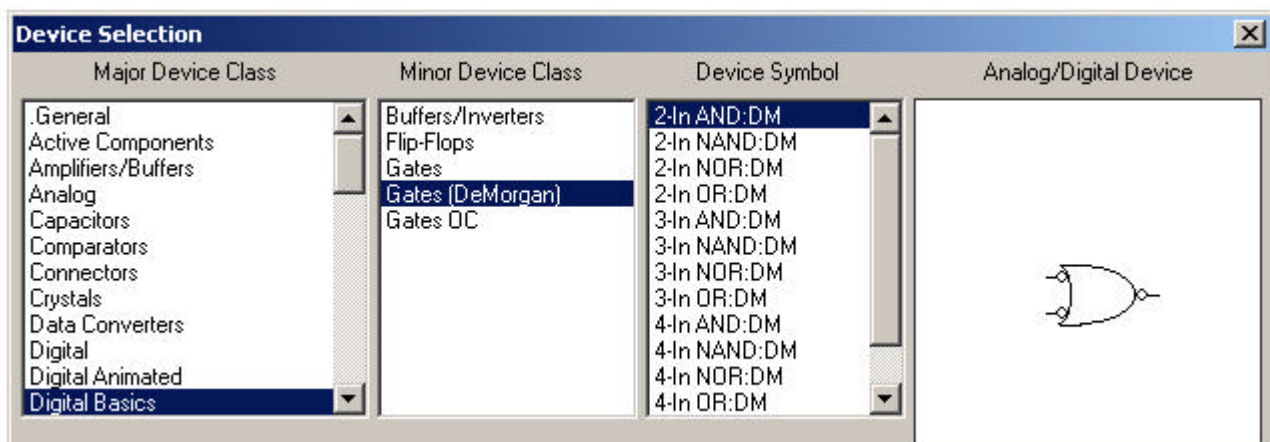 Device Selection
Major Device Class
Minor Device Class
Device Symbol
Analog/Digital Device
.General
Active Components
Amplifiers/Buffers
Analog
Capacitors
Comparators
Connectors
Crystals
Data Converters
Digital
Digital Animated
Digital Basics
Buffers/Inverters
Flip-Flops
Gates
Gates (DeMorgan)
Gates OC
2-In AND:DM
2-In NAND:DM
2-In NOR:DM
2-In OR:DM
3-In AND:DM
3-In NAND:DM
3-In NOR:DM
3-In OR:DM
4-In AND:DM
4-In NAND:DM
4-In NOR:DM
4-In OR:DM